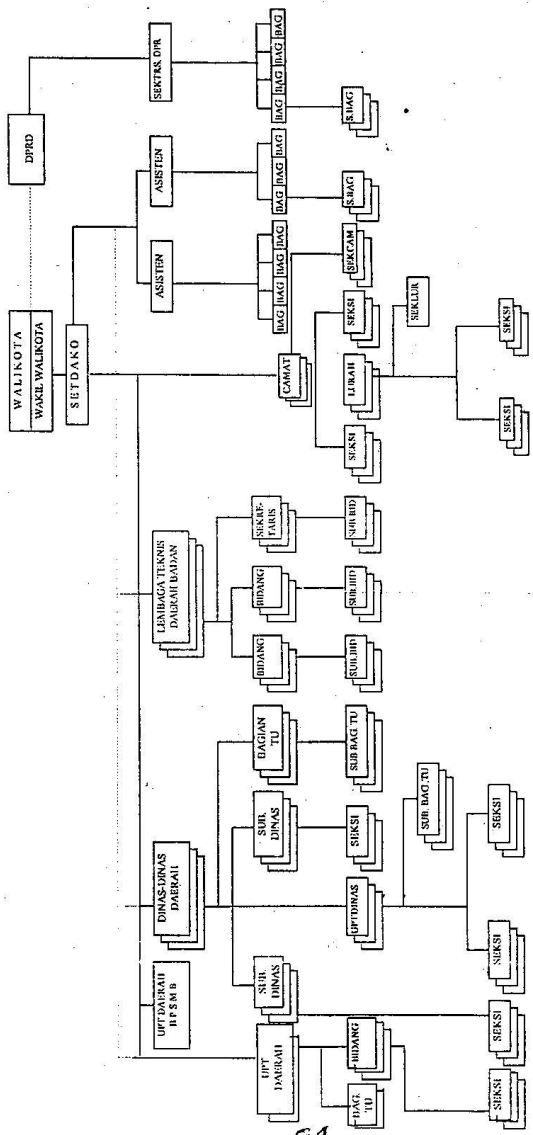 WALIKOTA
WAKIL WALIKOTA
DPRD
SETDAKO
UPT DAERAH
B P S M B
DINAS-DINAS
DAERAH
LEMBAGA TEKNIS
DAERAH BADAN
ASISTEN
ASISTEN
SEKTRS. DPR
UPT
DAERAH
SUB.
DINAS
SUB.
DINAS
BAGIAN
TU
BIDANG
BIDANG
SEKRE-
TARIS
CAMAT
BAG BAG BAG BAG
BAG BAG BAG
BAG BAG BAG BAG
BAG.
TU
BIDANG
UPT DINAS
SEKSI
SUB BAG TU
SUB.BID
SUB.BID
SUB BID
SEKSI
LURAH
SEKSI
SEKCAM
S.BAG
S.BAG
SEKLUR
SUB. BAG. TU
SEKSI
SEKSI
SEKSI
SEKSI
SEKSI
SEKSI